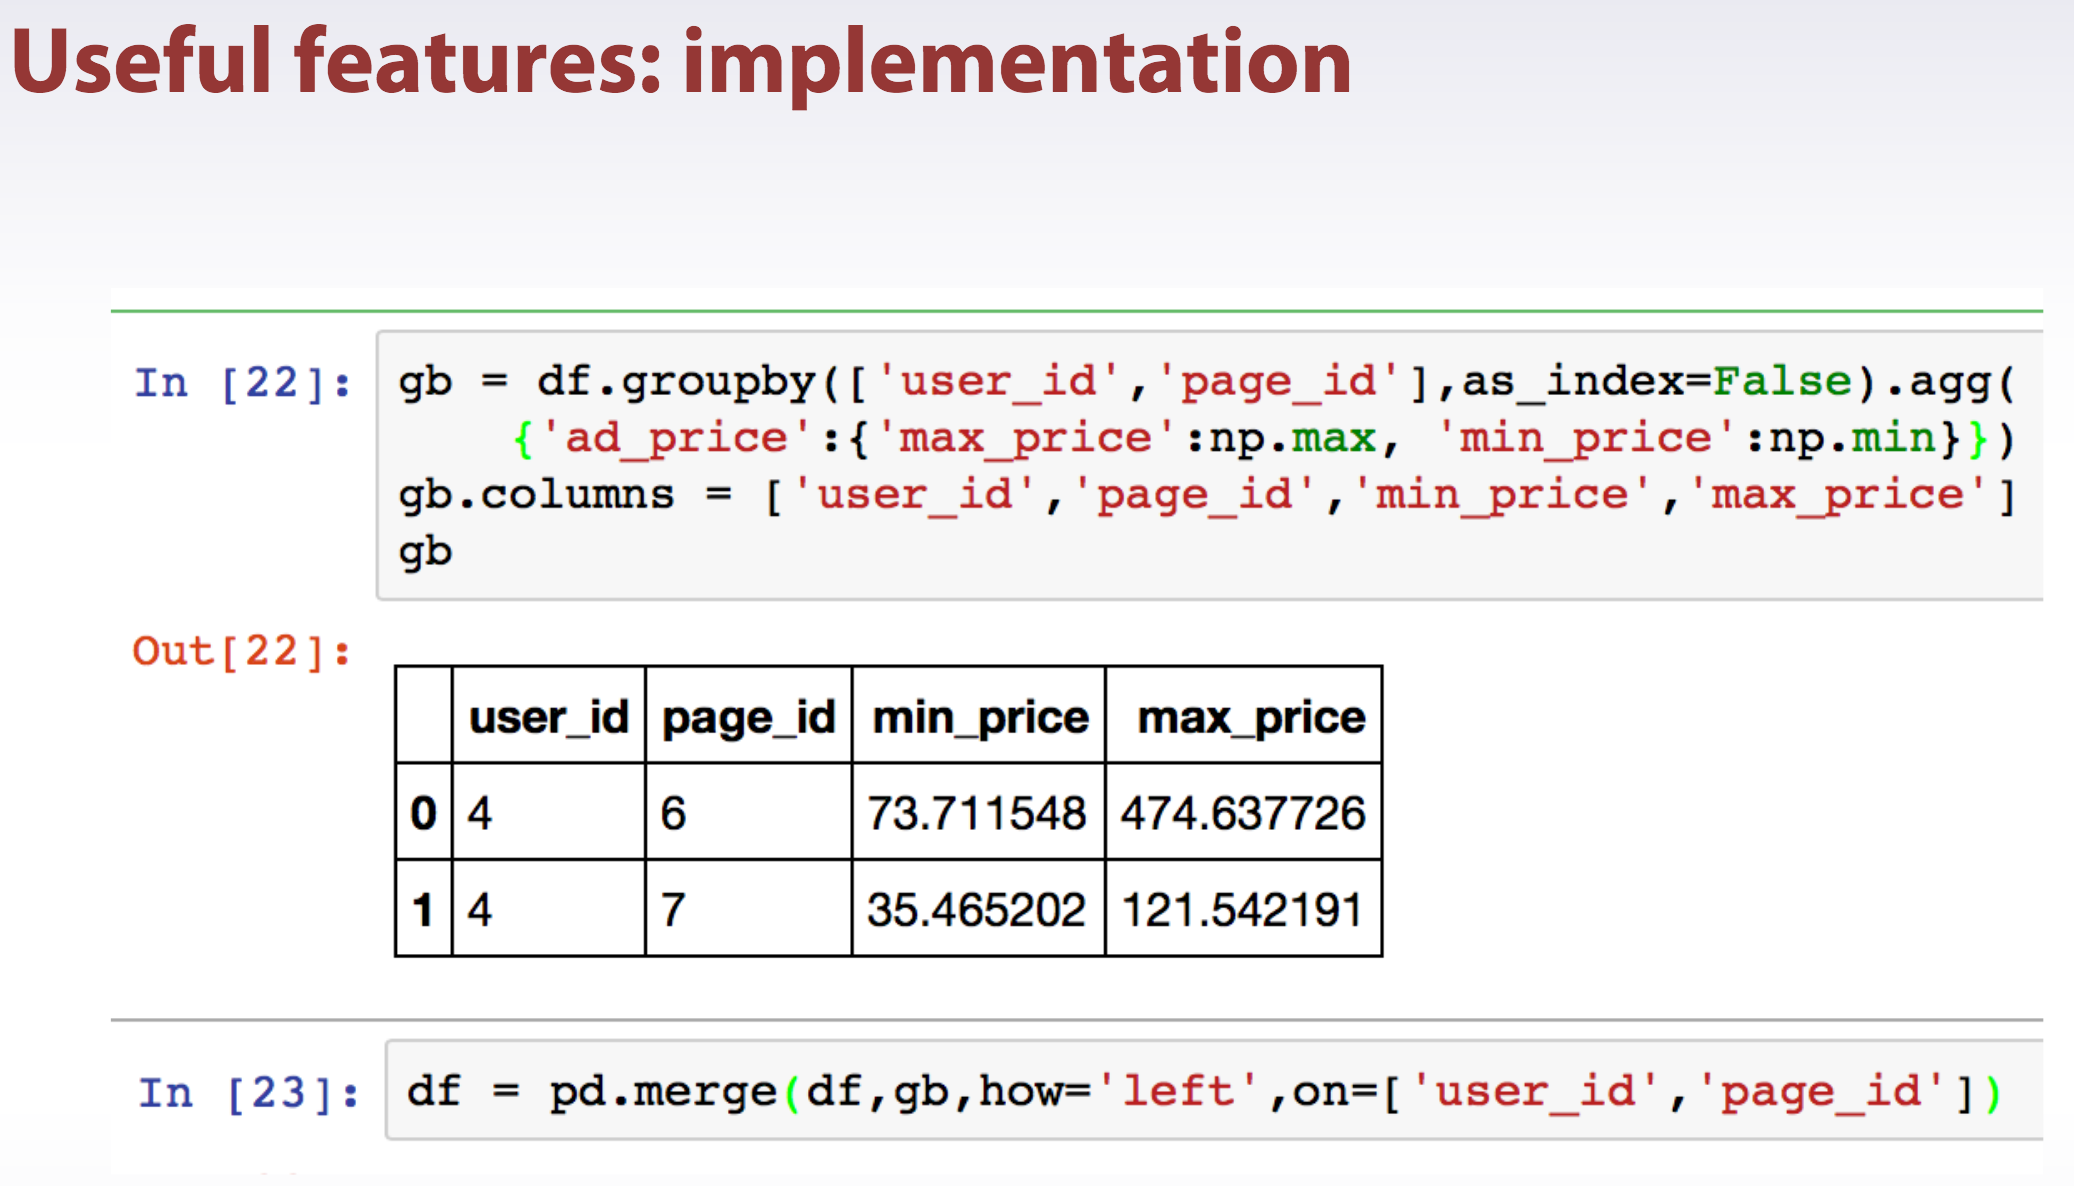 Useful features: implementation
In [22]: gb = df.groupby(['user_id','page_id'],as_index=False).agg(
{'ad_price':{'max_price':np.max, 'min_price':np.min}})
gb.columns = ['user_id','page_id','min_price','max_price']
gb
Out[22]:
user_id page_id min_price max_price
0 4 6 73.711548 474.637726
1 4 7 35.465202 121.542191
In [23]: df = pd.merge(df,gb,how='left',on=['user_id','page_id'])